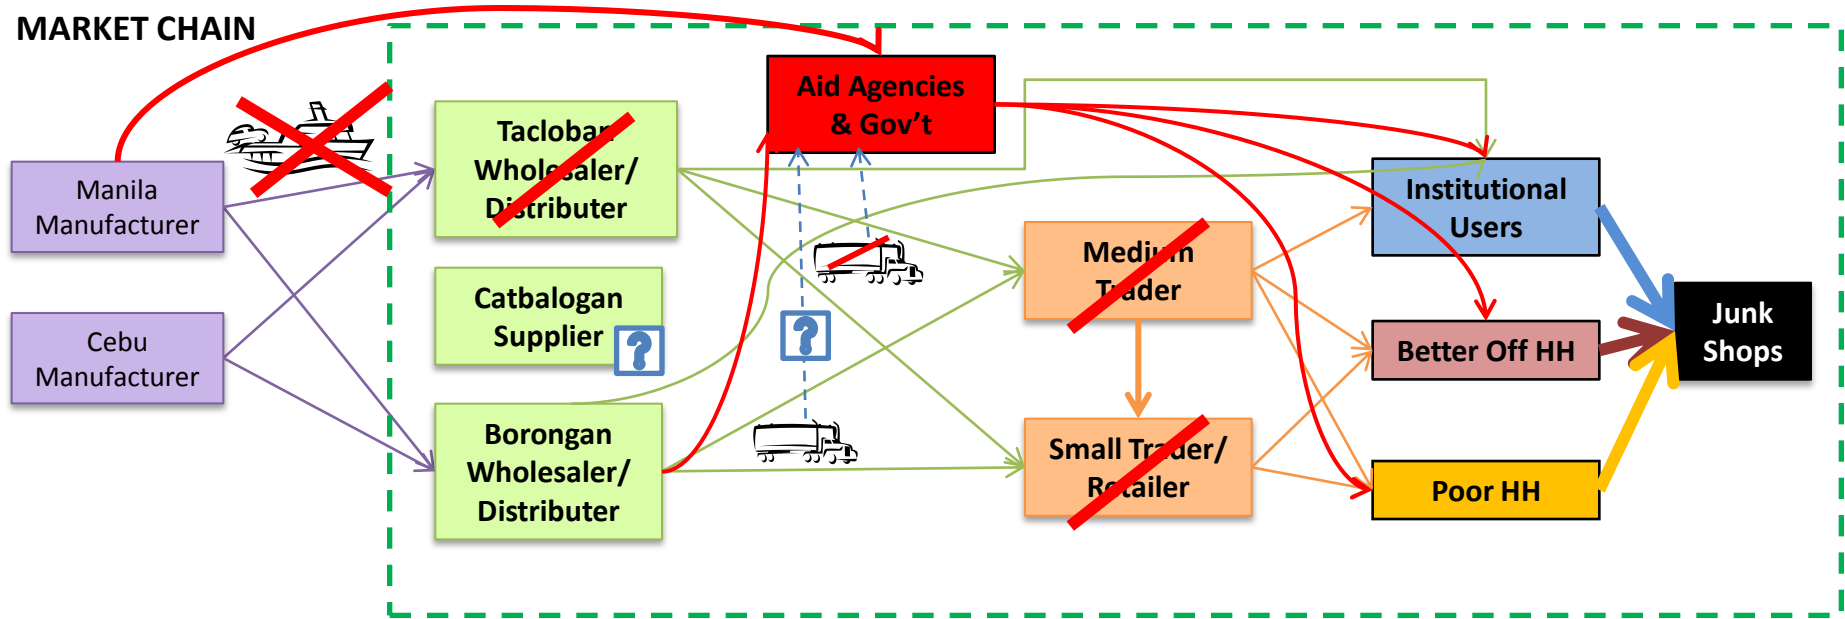 MARKET CHAIN
Aid Agencies
& Gov't
Tacloban
Wholesaler/
Distributer
Manila
Manufacturer
Institutional
Users
Medium
Trader
Catbalogan
Supplier
?
?
Cebu
Manufacturer
Better Off HH
Junk
Shops
Borongan
Wholesaler/
Distributer
Small Trader/
Retailer
Poor HH